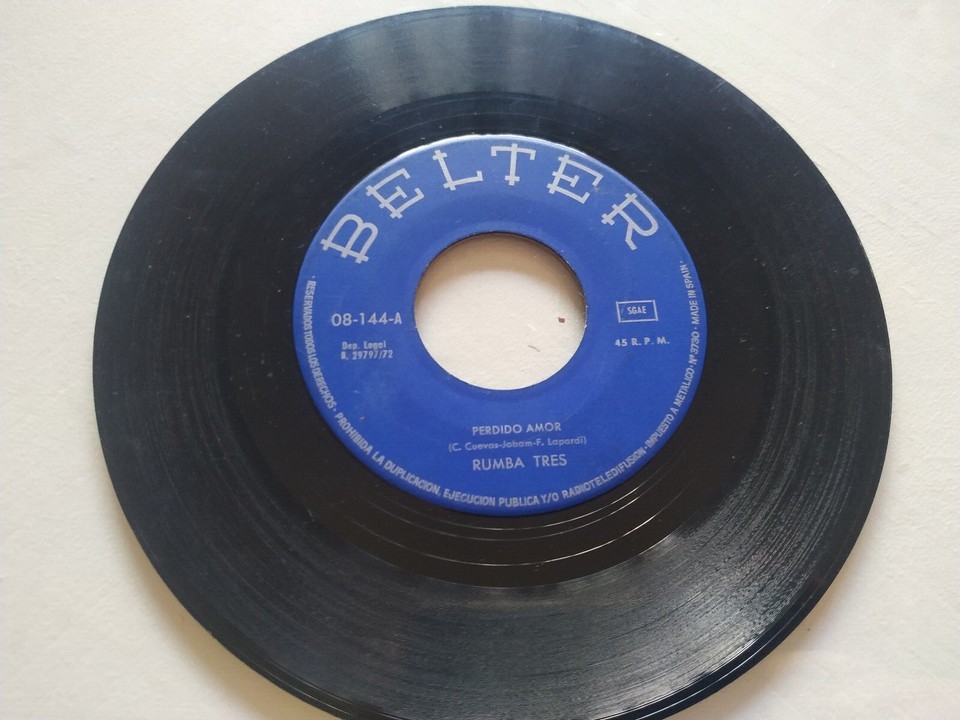 BELTER
08-144-A
Dep. Legal
B. 29797/72
SGAE
45 R. P. M.
PERDIDO AMOR
(C. Cuevas-Jobam-F. Lapardi)
RUMBA TRES
· RESERVADOS TODOS LOS DERECHOS · PROHIBIDA LA DUPLICACION, EJECUCION PUBLICA Y/O RADIOTELEDIFUSION · IMPUESTO A METALICO · Nº 3730 · MADE IN SPAIN ·